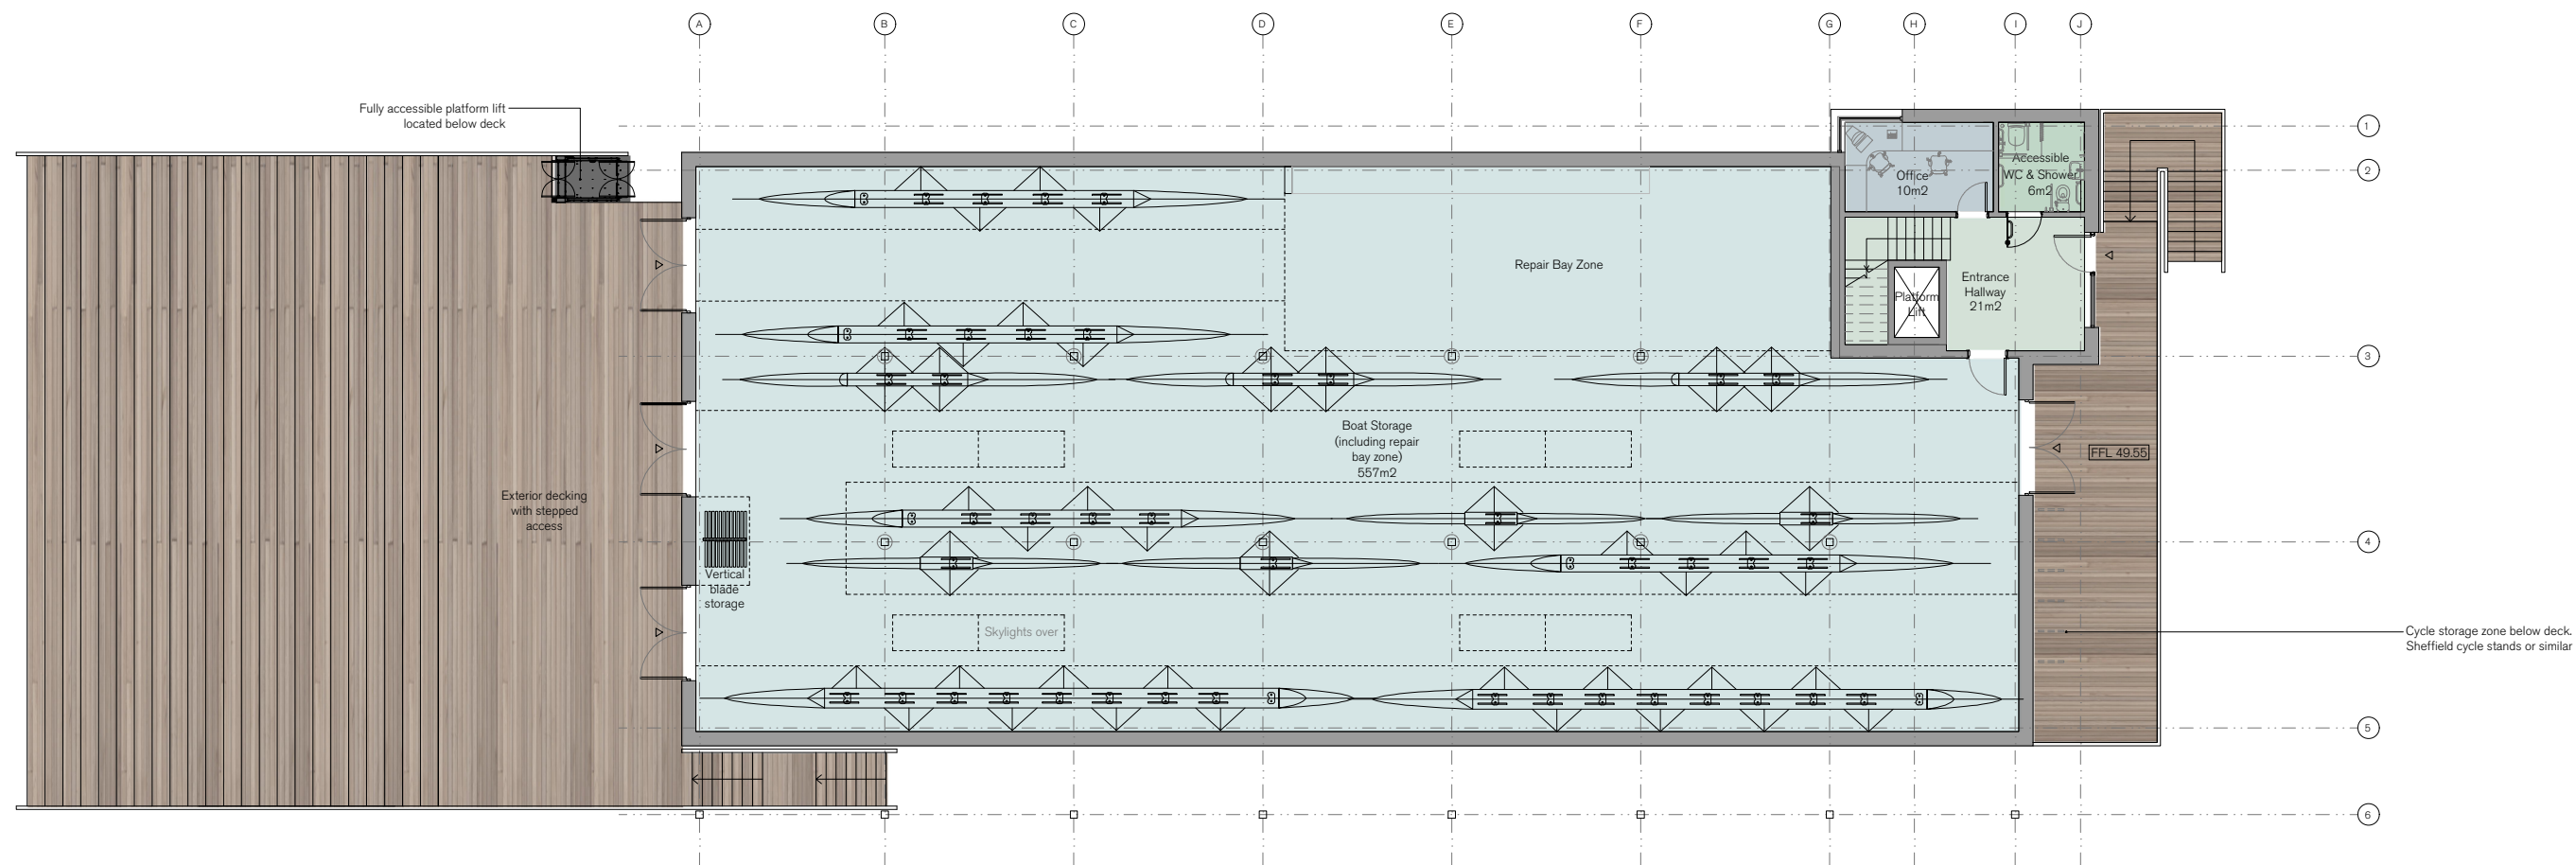 A
B
C
D
E
F
G
H
I
J
Fully accessible platform lift
located below deck
1
2
Accessible
WC & Shower
6m2
Office
10m2
Repair Bay Zone
Entrance
Hallway
21m2
Platform
Lift
3
Boat Storage
(including repair
bay zone)
557m2
FFL 49.55
Exterior decking
with stepped
access
4
Vertical
blade
storage
Skylights over
Cycle storage zone below deck.
Sheffield cycle stands or similar
5
6